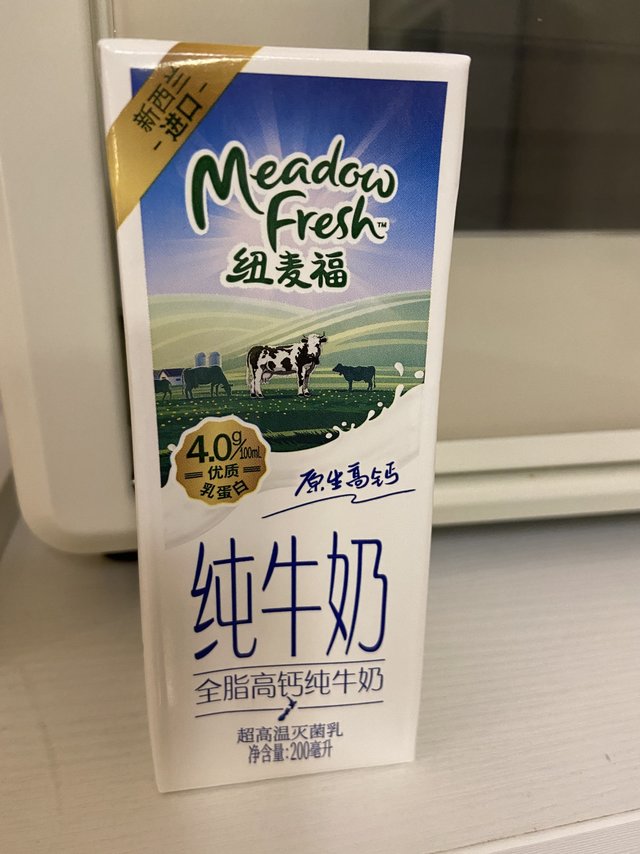 新西兰
- 进口 -
Meadow
Fresh™
纽麦福
4.0g/100mL
优质
乳蛋白
原生高钙
纯牛奶
全脂高钙纯牛奶
超高温灭菌乳
净含量:200毫升